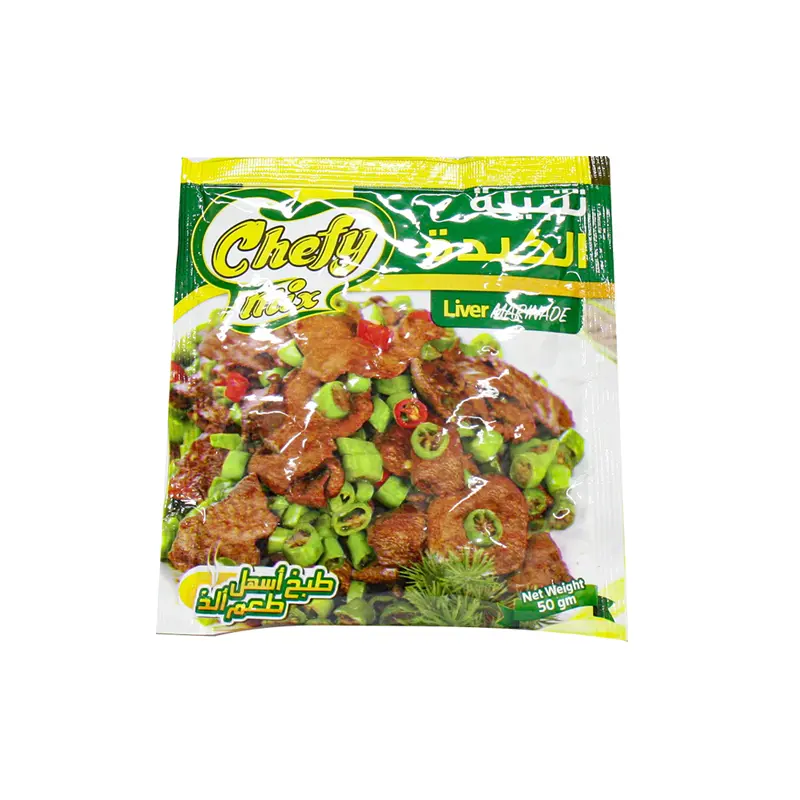 Chefy
mix
تتبيلة
الكبدة
Liver MARINADE
طبخ أسهل
طعم ألذ
Net Weight
50 gm